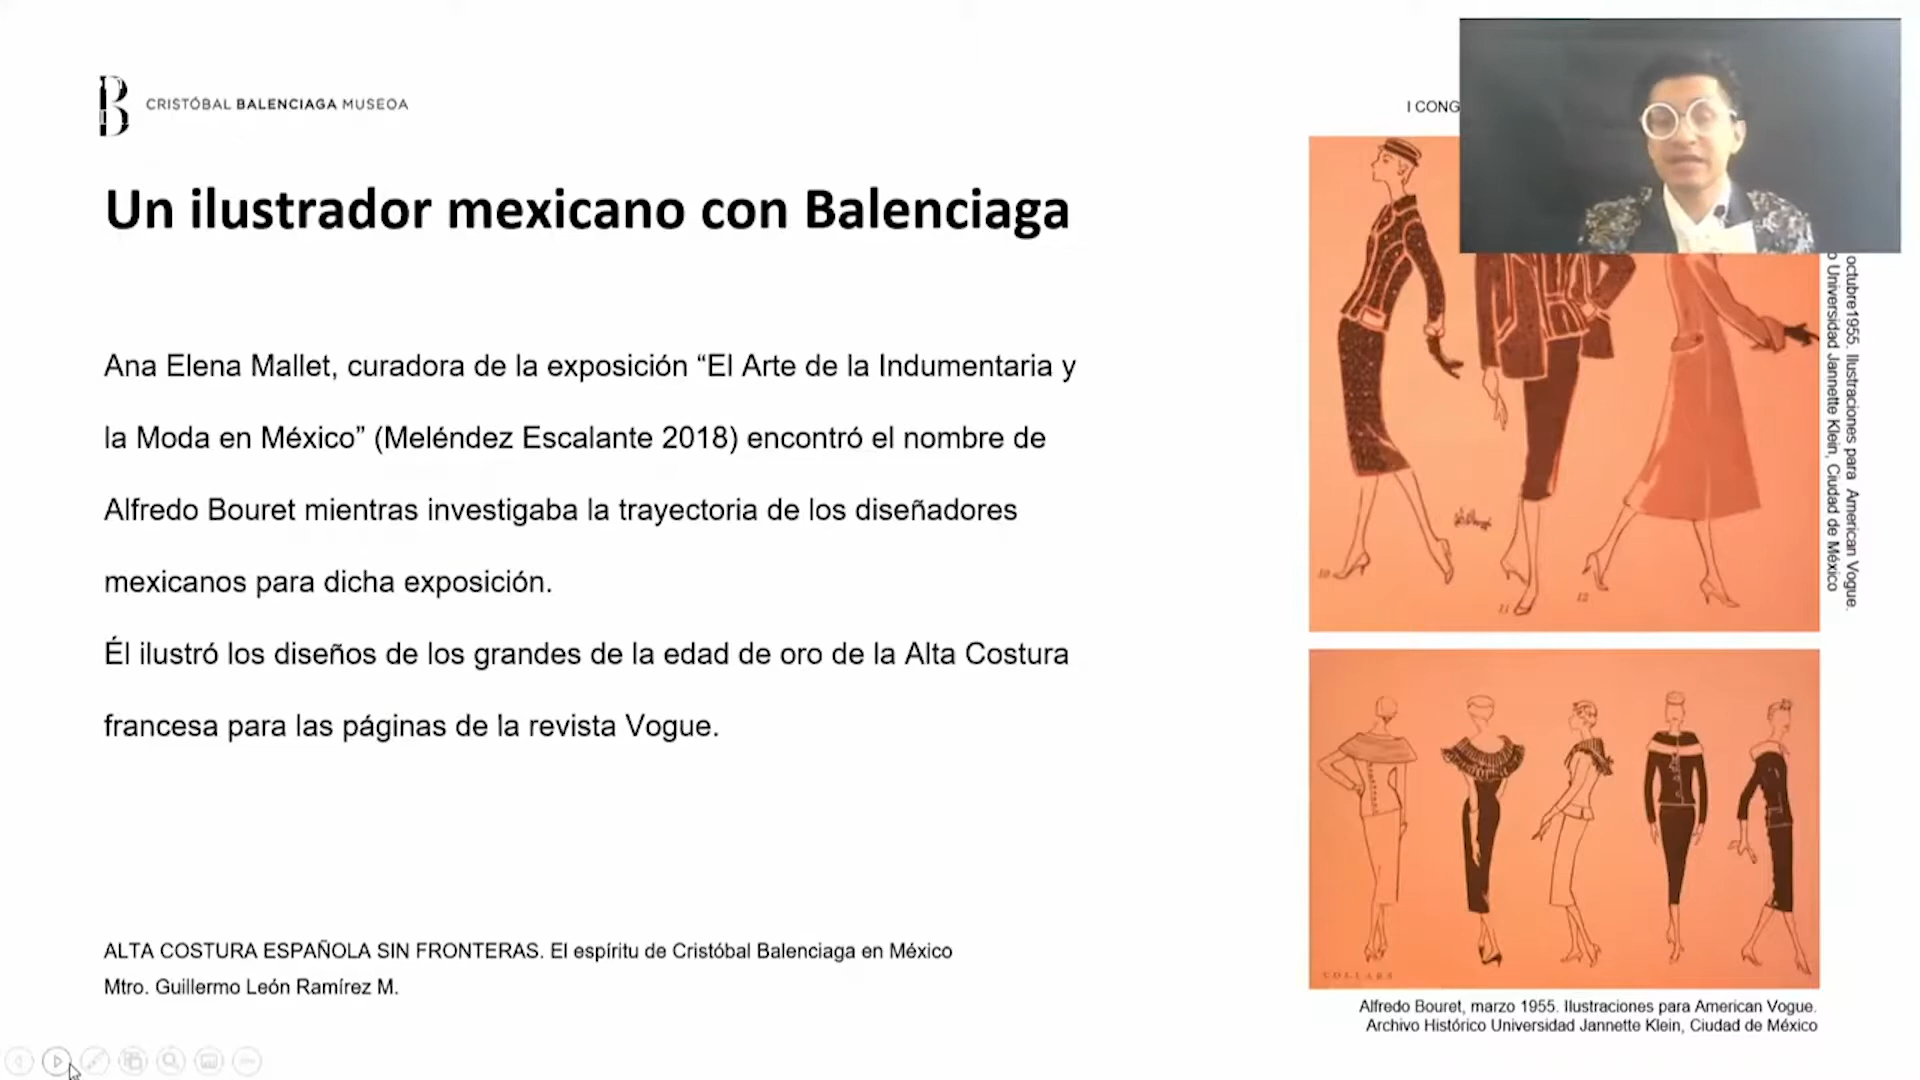 B CRISTÓBAL BALENCIAGA MUSEOA
I CONG
Un ilustrador mexicano con Balenciaga
Ana Elena Mallet, curadora de la exposición “El Arte de la Indumentaria y
la Moda en México” (Meléndez Escalante 2018) encontró el nombre de
Alfredo Bouret mientras investigaba la trayectoria de los diseñadores
mexicanos para dicha exposición.
Él ilustró los diseños de los grandes de la edad de oro de la Alta Costura
francesa para las páginas de la revista Vogue.
10
11
12
octubre1955. Ilustraciones para American Vogue.
o Universidad Jannette Klein, Ciudad de México
COLLARS
Alfredo Bouret, marzo 1955. Ilustraciones para American Vogue.
Archivo Histórico Universidad Jannette Klein, Ciudad de México
ALTA COSTURA ESPAÑOLA SIN FRONTERAS. El espíritu de Cristóbal Balenciaga en México
Mtro. Guillermo León Ramírez M.